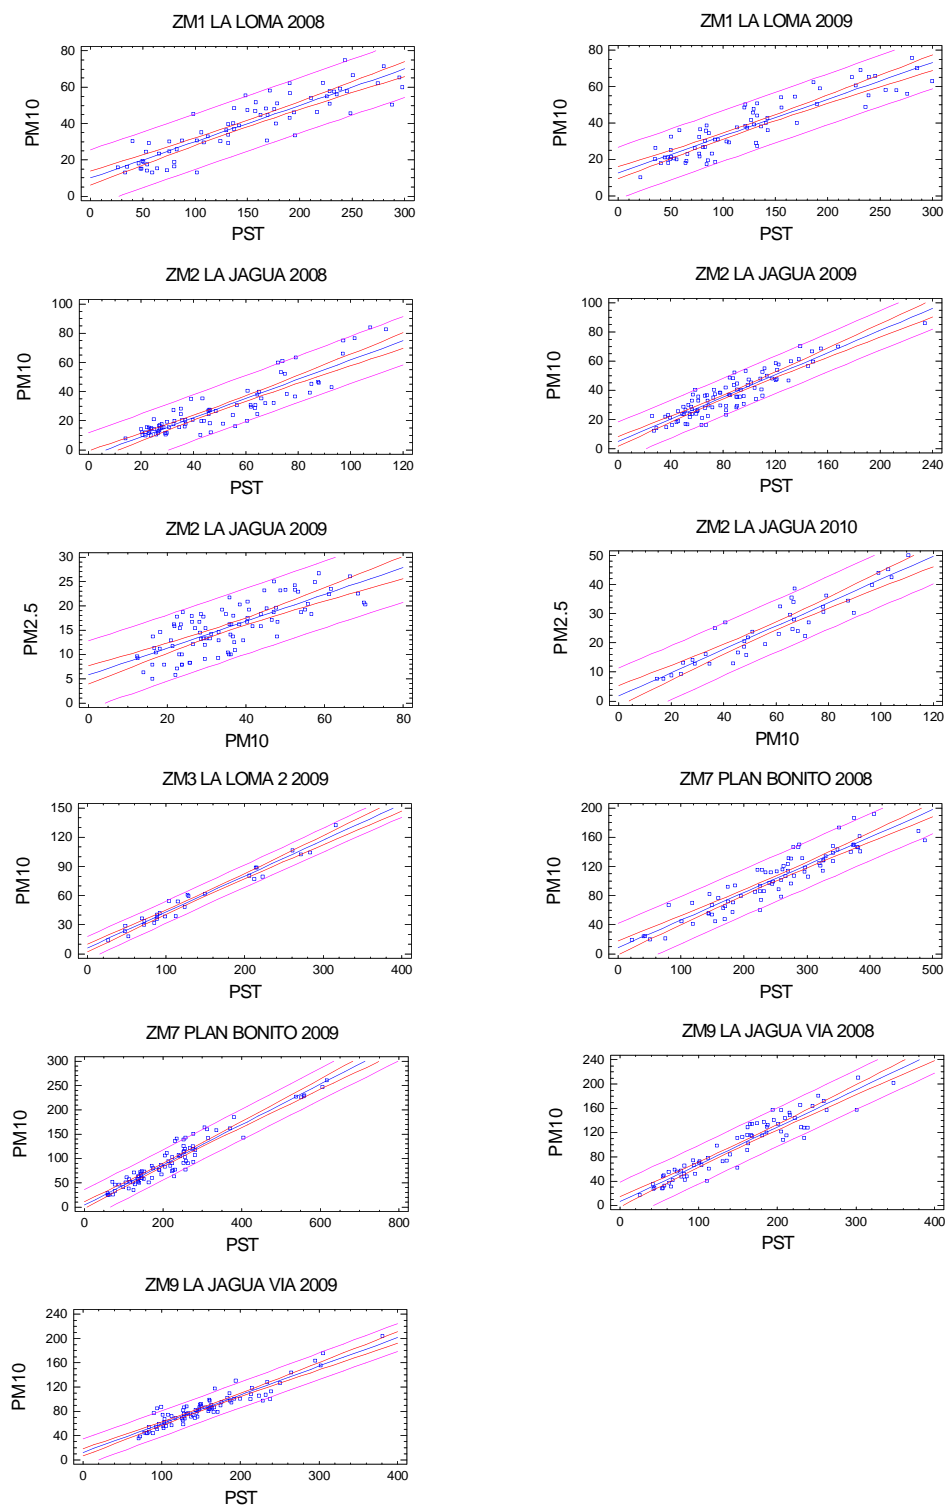 ZM1 LA LOMA 2008
80
60
40
20
0
PM10
0 50 100 150 200 250 300
PST
ZM1 LA LOMA 2009
80
60
40
20
0
PM10
0 50 100 150 200 250 300
PST
ZM2 LA JAGUA 2008
100
80
60
40
20
0
PM10
0 20 40 60 80 100 120
PST
ZM2 LA JAGUA 2009
100
80
60
40
20
0
PM10
0 40 80 120 160 200 240
PST
ZM2 LA JAGUA 2009
30
25
20
15
10
5
0
PM2.5
0 20 40 60 80
PM10
ZM2 LA JAGUA 2010
50
40
30
20
10
0
PM2.5
0 20 40 60 80 100 120
PM10
ZM3 LA LOMA 2 2009
150
120
90
60
30
0
PM10
0 100 200 300 400
PST
ZM7 PLAN BONITO 2008
200
160
120
80
40
0
PM10
0 100 200 300 400 500
PST
ZM7 PLAN BONITO 2009
300
250
200
150
100
50
0
PM10
0 200 400 600 800
PST
ZM9 LA JAGUA VIA 2008
240
200
160
120
80
40
0
PM10
0 100 200 300 400
PST
ZM9 LA JAGUA VIA 2009
240
200
160
120
80
40
0
PM10
0 100 200 300 400
PST